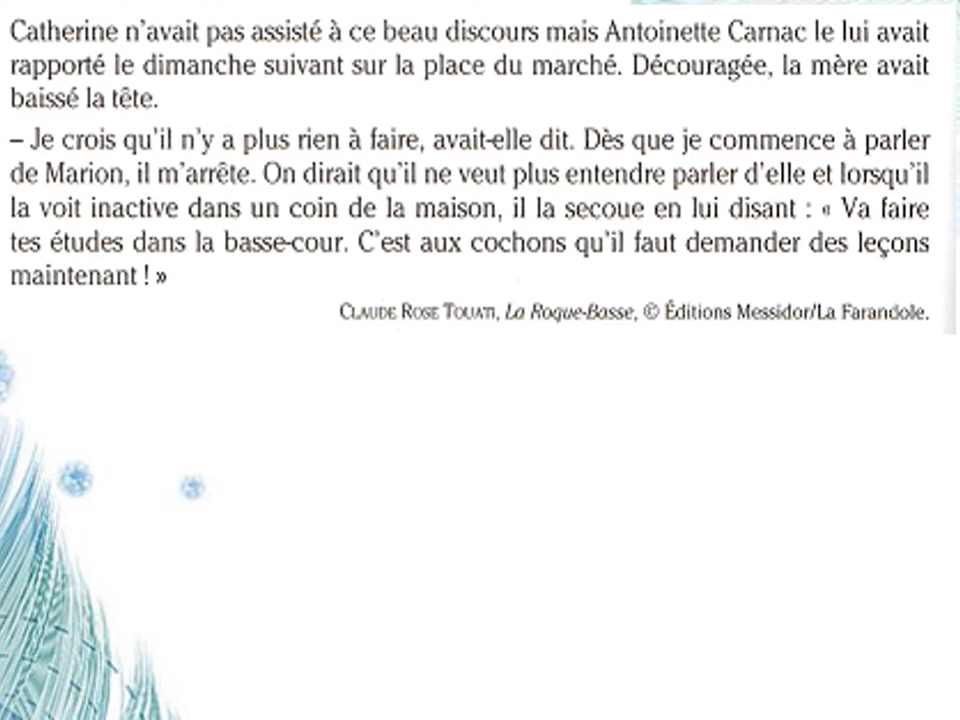 Catherine n'avait pas assisté à ce beau discours mais Antoinette Carnac le lui avait
rapporté le dimanche suivant sur la place du marché. Découragée, la mère avait
baissé la tête.
– Je crois qu'il n'y a plus rien à faire, avait-elle dit. Dès que je commence à parler
de Marion, il m'arrête. On dirait qu'il ne veut plus entendre parler d'elle et lorsqu'il
la voit inactive dans un coin de la maison, il la secoue en lui disant : « Va faire
tes études dans la basse-cour. C'est aux cochons qu'il faut demander des leçons
maintenant ! »
CLAUDE ROSE TOUATI, La Roque-Basse, © Éditions Messidor/La Farandole.